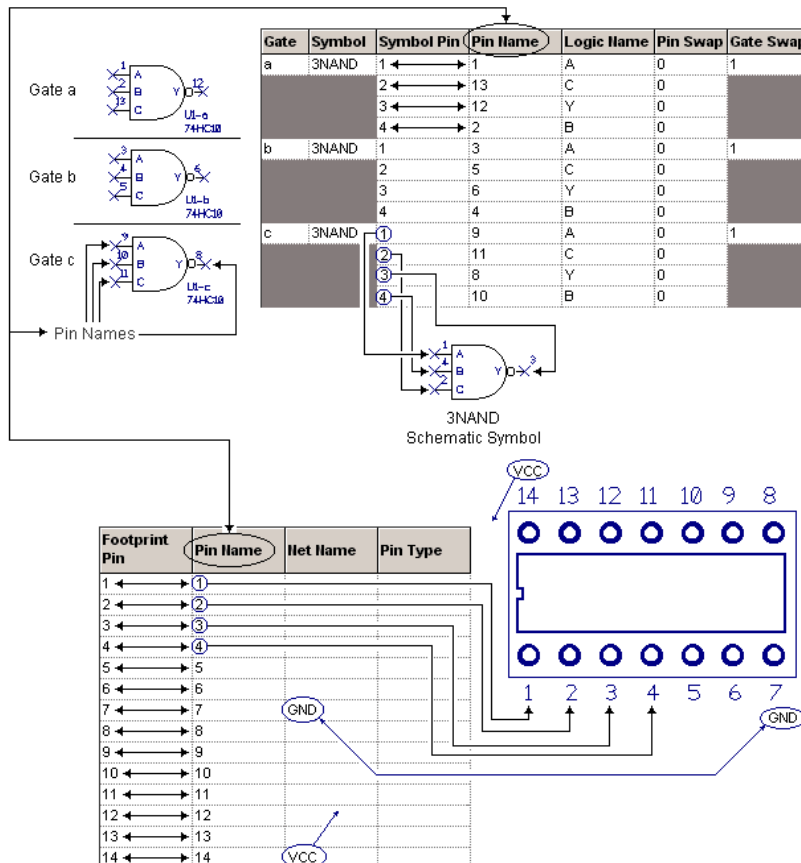 Gate Symbol Symbol Pin Pin Name Logic Name Pin Swap Gate Swap
a 3NAND 1 1 A 0 1
2 13 C 0
3 12 Y 0
4 2 B 0
b 3NAND 1 3 A 0 1
2 5 C 0
3 6 Y 0
4 4 B 0
c 3NAND 1 9 A 0 1
2 11 C 0
3 8 Y 0
4 10 B 0
Gate a
1 A
2 B Y 12
13 C
U1-a
74HC10
Gate b
3 A
4 B Y 6
5 C
U1-b
74HC10
Gate c
9 A
10 B Y 8
11 C
U1-c
74HC10
Pin Names
1 A
4 B Y 3
2 C
3NAND
Schematic Symbol
VCC
14 13 12 11 10 9 8
1 2 3 4 5 6 7
GND
Footprint
Pin Pin Name Net Name Pin Type
1 1
2 2
3 3
4 4
5 5
6 6
7 7 GND
8 8
9 9
10 10
11 11
12 12
13 13
14 14 VCC